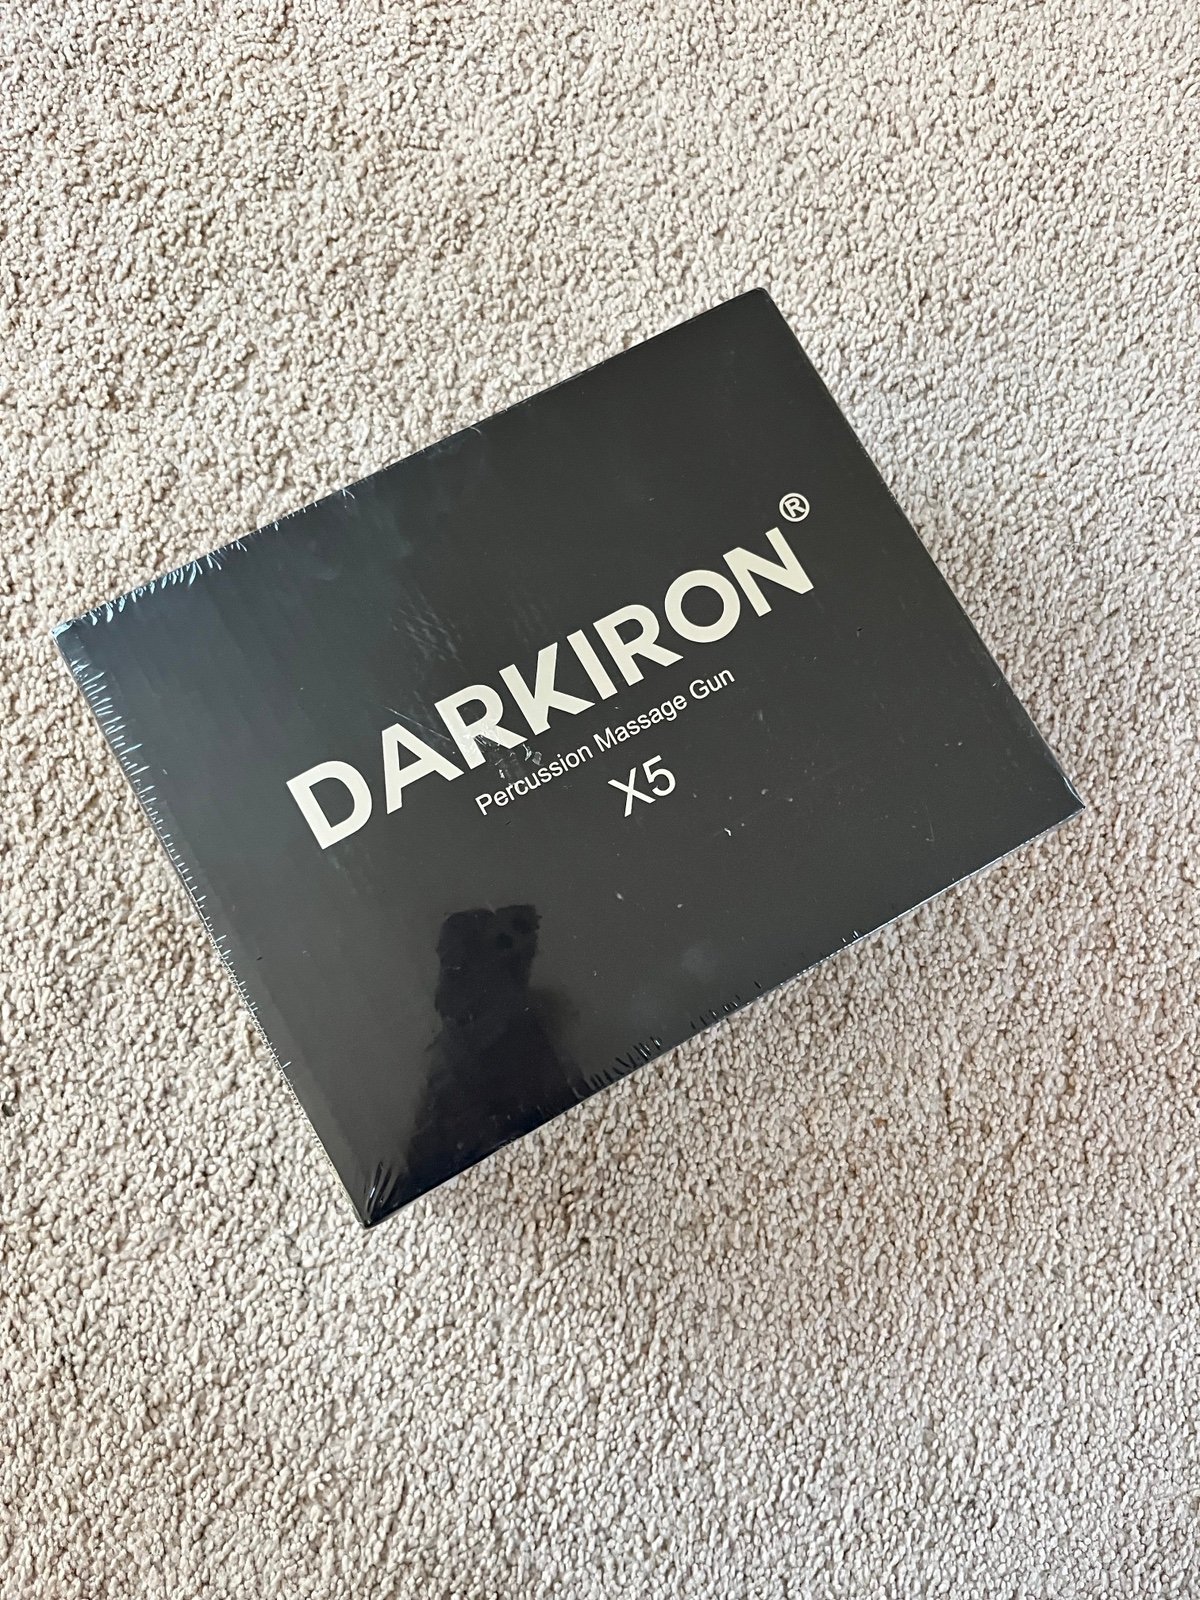 DARKIRON®
Percussion Massage Gun
X5